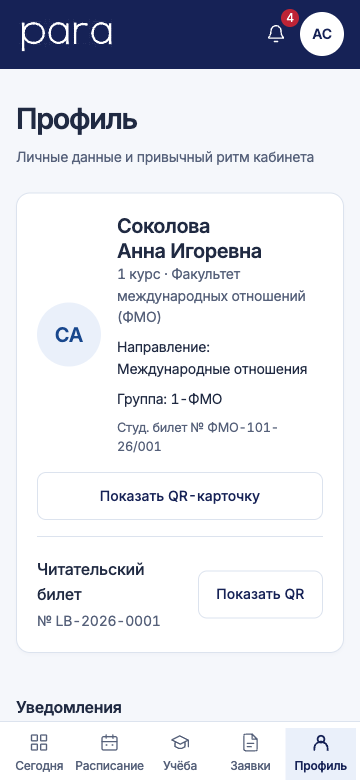 para
4
АС
Профиль
Личные данные и привычный ритм кабинета
СА
Соколова
Анна Игоревна
1 курс · Факультет
международных отношений
(ФМО)
Направление:
Международные отношения
Группа: 1-ФМО
Студ. билет № ФМО-101-
26/001
Показать QR-карточку
Читательский
билет
№ LB-2026-0001
Показать QR
Уведомления
Сегодня
Расписание
Учёба
Заявки
Профиль